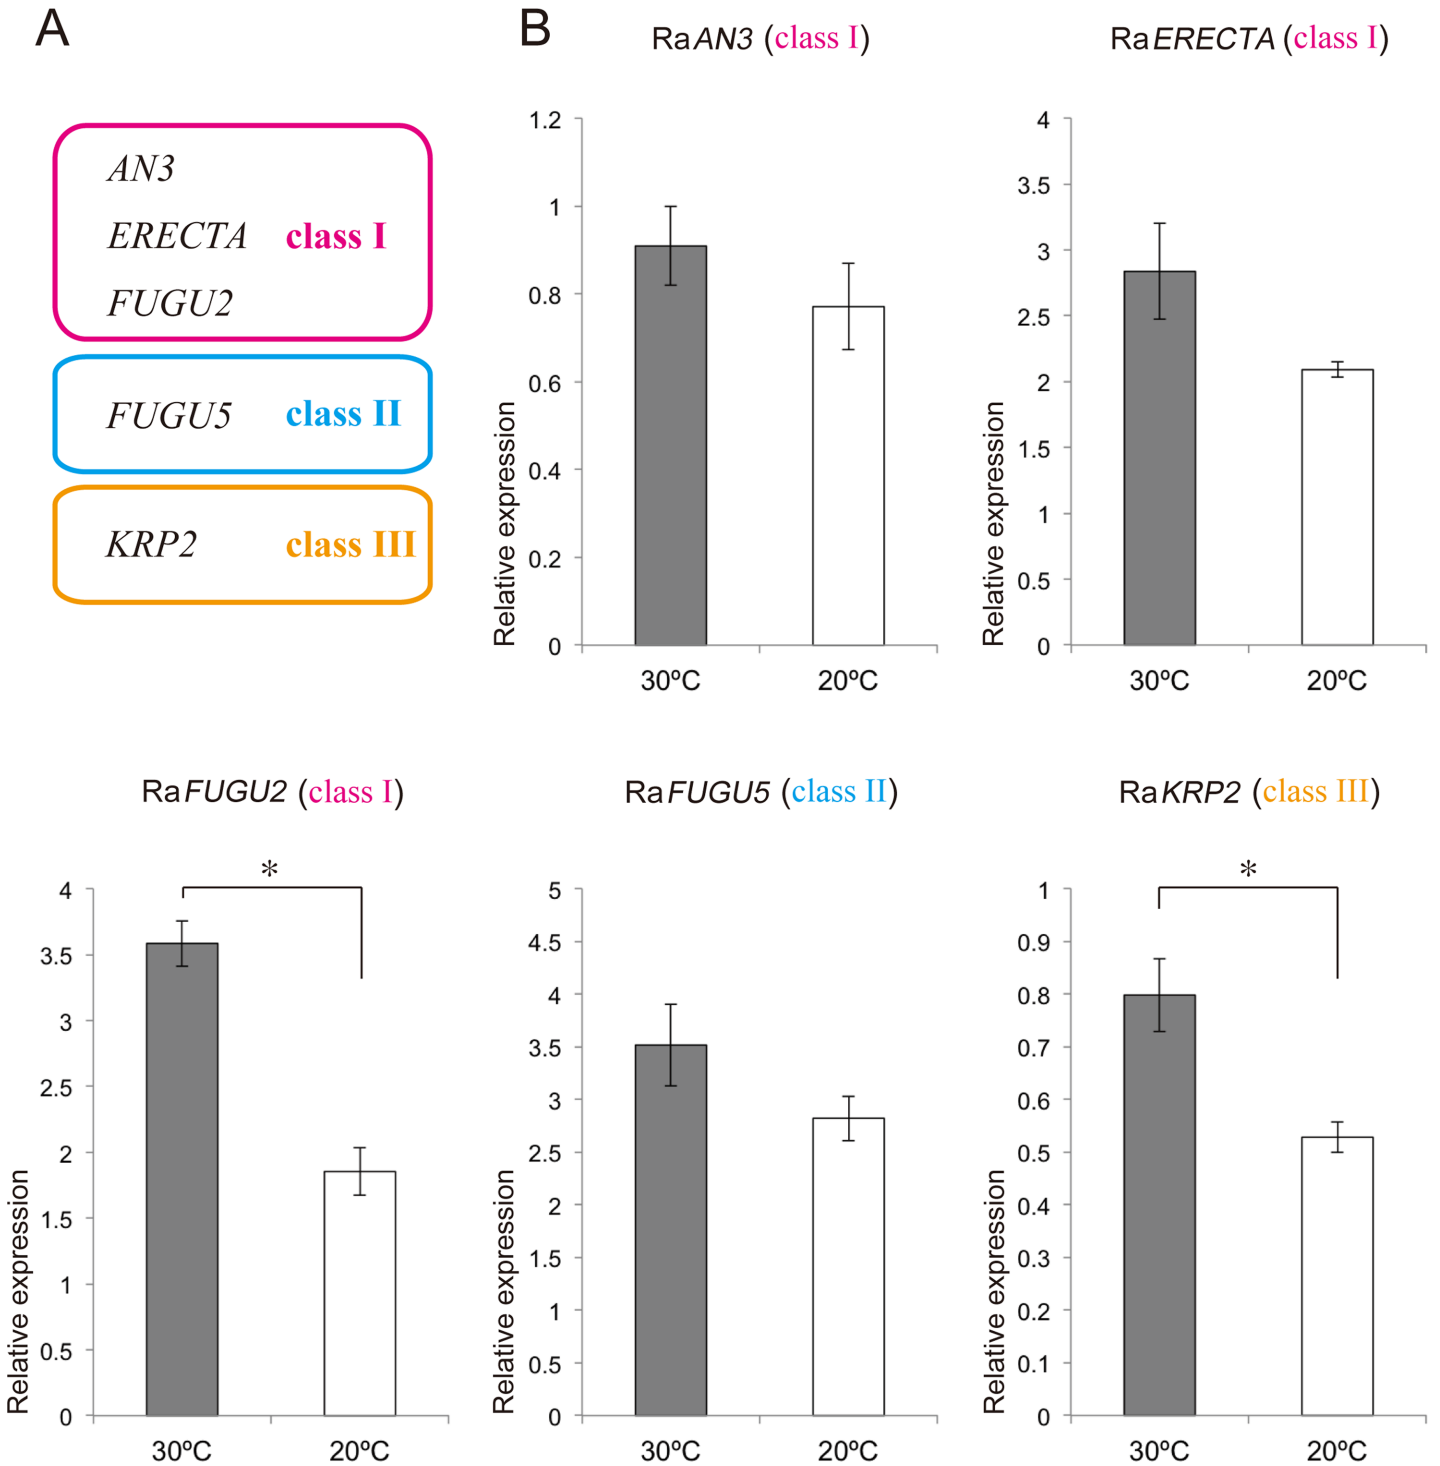 A
AN3
ERECTA class I
FUGU2
FUGU5 class II
KRP2 class III
B
RaAN3 (class I)
Relative expression
1.2
1
0.8
0.6
0.4
0.2
0
30ºC 20ºC
RaERECTA (class I)
Relative expression
4
3.5
3
2.5
2
1.5
1
0.5
0
30ºC 20ºC
RaFUGU2 (class I)
*
Relative expression
4
3.5
3
2.5
2
1.5
1
0.5
0
30ºC 20ºC
RaFUGU5 (class II)
Relative expression
5
4.5
4
3.5
3
2.5
2
1.5
1
0.5
0
30ºC 20ºC
RaKRP2 (class III)
*
Relative expression
1
0.9
0.8
0.7
0.6
0.5
0.4
0.3
0.2
0.1
0
30ºC 20ºC